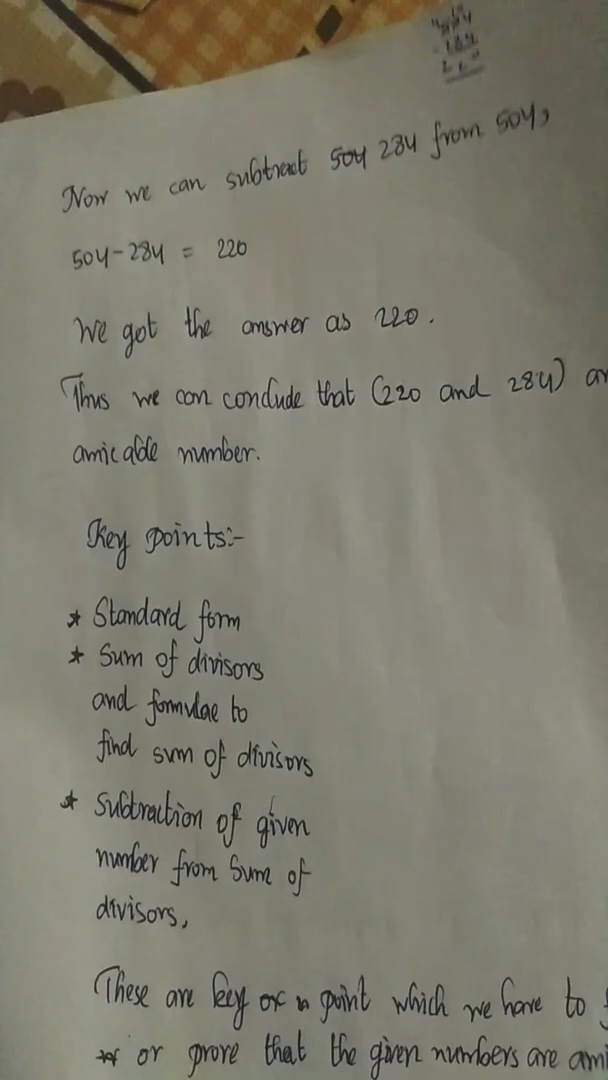 Now we can subtract 504 284 from 504,
504-284 = 220
We got the answer as 220.
Thus we can conclude that (220 and 284) ar
amicable number.
Key points:-
* Standard form
* Sum of divisors
and formulae to
find sum of divisors
* Subtraction of given
number from Sum of
divisors,
These are key point which we have to
or prove that the given numbers are ami